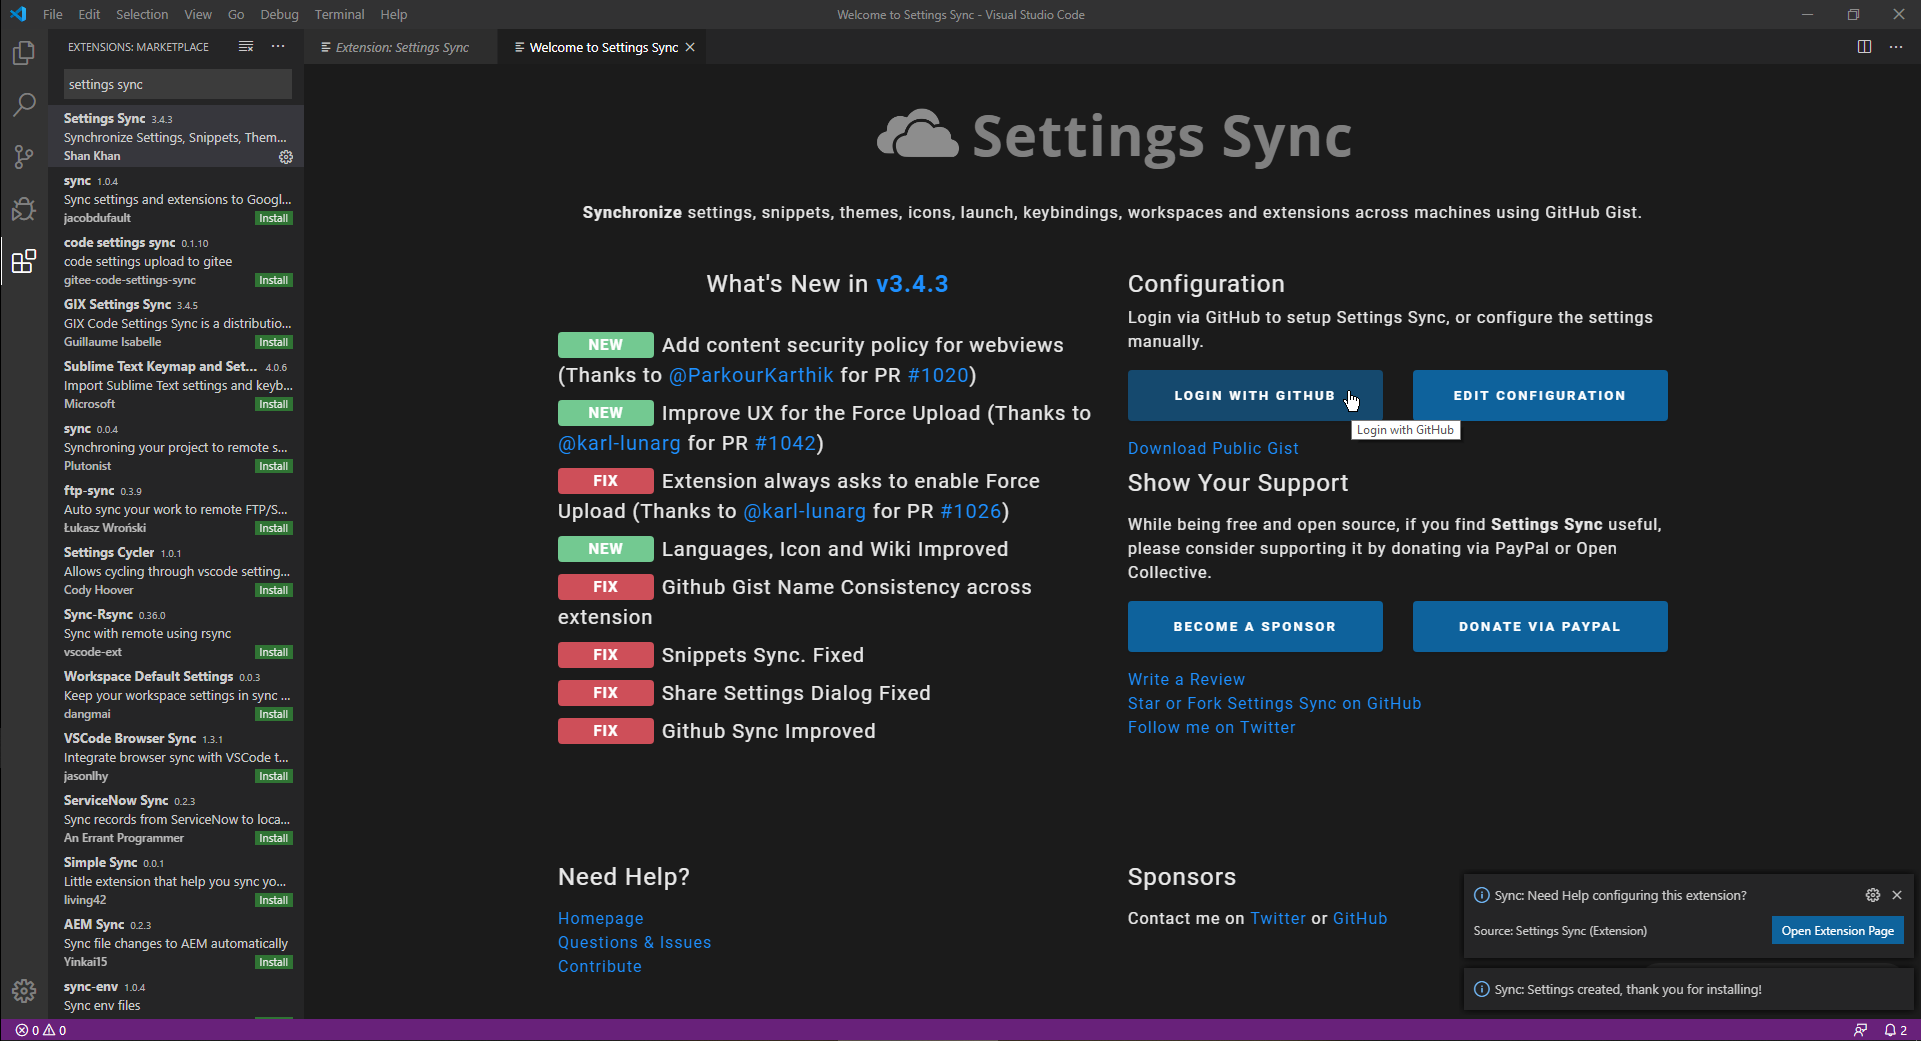 File Edit Selection View Go Debug Terminal Help
Welcome to Settings Sync - Visual Studio Code
EXTENSIONS: MARKETPLACE
settings sync
Settings Sync 3.4.3
Synchronize Settings, Snippets, Them...
Shan Khan
sync 1.0.4
Sync settings and extensions to Googl...
jacobdufault Install
code settings sync 0.1.10
code settings upload to gitee
gitee-code-settings-sync Install
GIX Settings Sync 3.4.5
GIX Code Settings Sync is a distributio...
Guillaume Isabelle Install
Sublime Text Keymap and Set... 4.0.6
Import Sublime Text settings and keyb...
Microsoft Install
sync 0.0.4
Synchroning your project to remote s...
Plutonist Install
ftp-sync 0.3.9
Auto sync your work to remote FTP/S...
Łukasz Wroński Install
Settings Cycler 1.0.1
Allows cycling through vscode setting...
Cody Hoover Install
Sync-Rsync 0.36.0
Sync with remote using rsync
vscode-ext Install
Workspace Default Settings 0.0.3
Keep your workspace settings in sync ...
dangmai Install
VSCode Browser Sync 1.3.1
Integrate browser sync with VSCode t...
jasonlhy Install
ServiceNow Sync 0.2.3
Sync records from ServiceNow to loca...
An Errant Programmer Install
Simple Sync 0.0.1
Little extension that help you sync yo...
living42 Install
AEM Sync 0.2.3
Sync file changes to AEM automatically
Yinkai15 Install
sync-env 1.0.4
Sync env files
Extension: Settings Sync
Welcome to Settings Sync
Settings Sync
Synchronize settings, snippets, themes, icons, launch, keybindings, workspaces and extensions across machines using GitHub Gist.
What's New in v3.4.3
NEW Add content security policy for webviews
(Thanks to @ParkourKarthik for PR #1020)
NEW Improve UX for the Force Upload (Thanks to
@karl-lunarg for PR #1042)
FIX Extension always asks to enable Force
Upload (Thanks to @karl-lunarg for PR #1026)
NEW Languages, Icon and Wiki Improved
FIX Github Gist Name Consistency across
extension
FIX Snippets Sync. Fixed
FIX Share Settings Dialog Fixed
FIX Github Sync Improved
Configuration
Login via GitHub to setup Settings Sync, or configure the settings
manually.
LOGIN WITH GITHUB EDIT CONFIGURATION
Login with GitHub
Download Public Gist
Show Your Support
While being free and open source, if you find Settings Sync useful,
please consider supporting it by donating via PayPal or Open
Collective.
BECOME A SPONSOR DONATE VIA PAYPAL
Write a Review
Star or Fork Settings Sync on GitHub
Follow me on Twitter
Need Help?
Homepage
Questions & Issues
Contribute
Sponsors
Contact me on Twitter or GitHub
Sync: Need Help configuring this extension?
Source: Settings Sync (Extension) Open Extension Page
Sync: Settings created, thank you for installing!
0 0
2